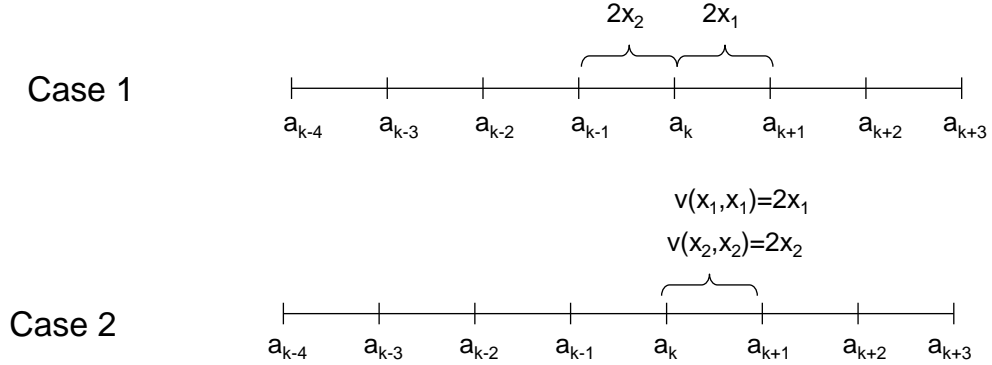 2x₂ 2x₁
Case 1
aₖ₋₄ aₖ₋₃ aₖ₋₂ aₖ₋₁ aₖ aₖ₊₁ aₖ₊₂ aₖ₊₃
v(x₁,x₁)=2x₁
v(x₂,x₂)=2x₂
Case 2
aₖ₋₄ aₖ₋₃ aₖ₋₂ aₖ₋₁ aₖ aₖ₊₁ aₖ₊₂ aₖ₊₃